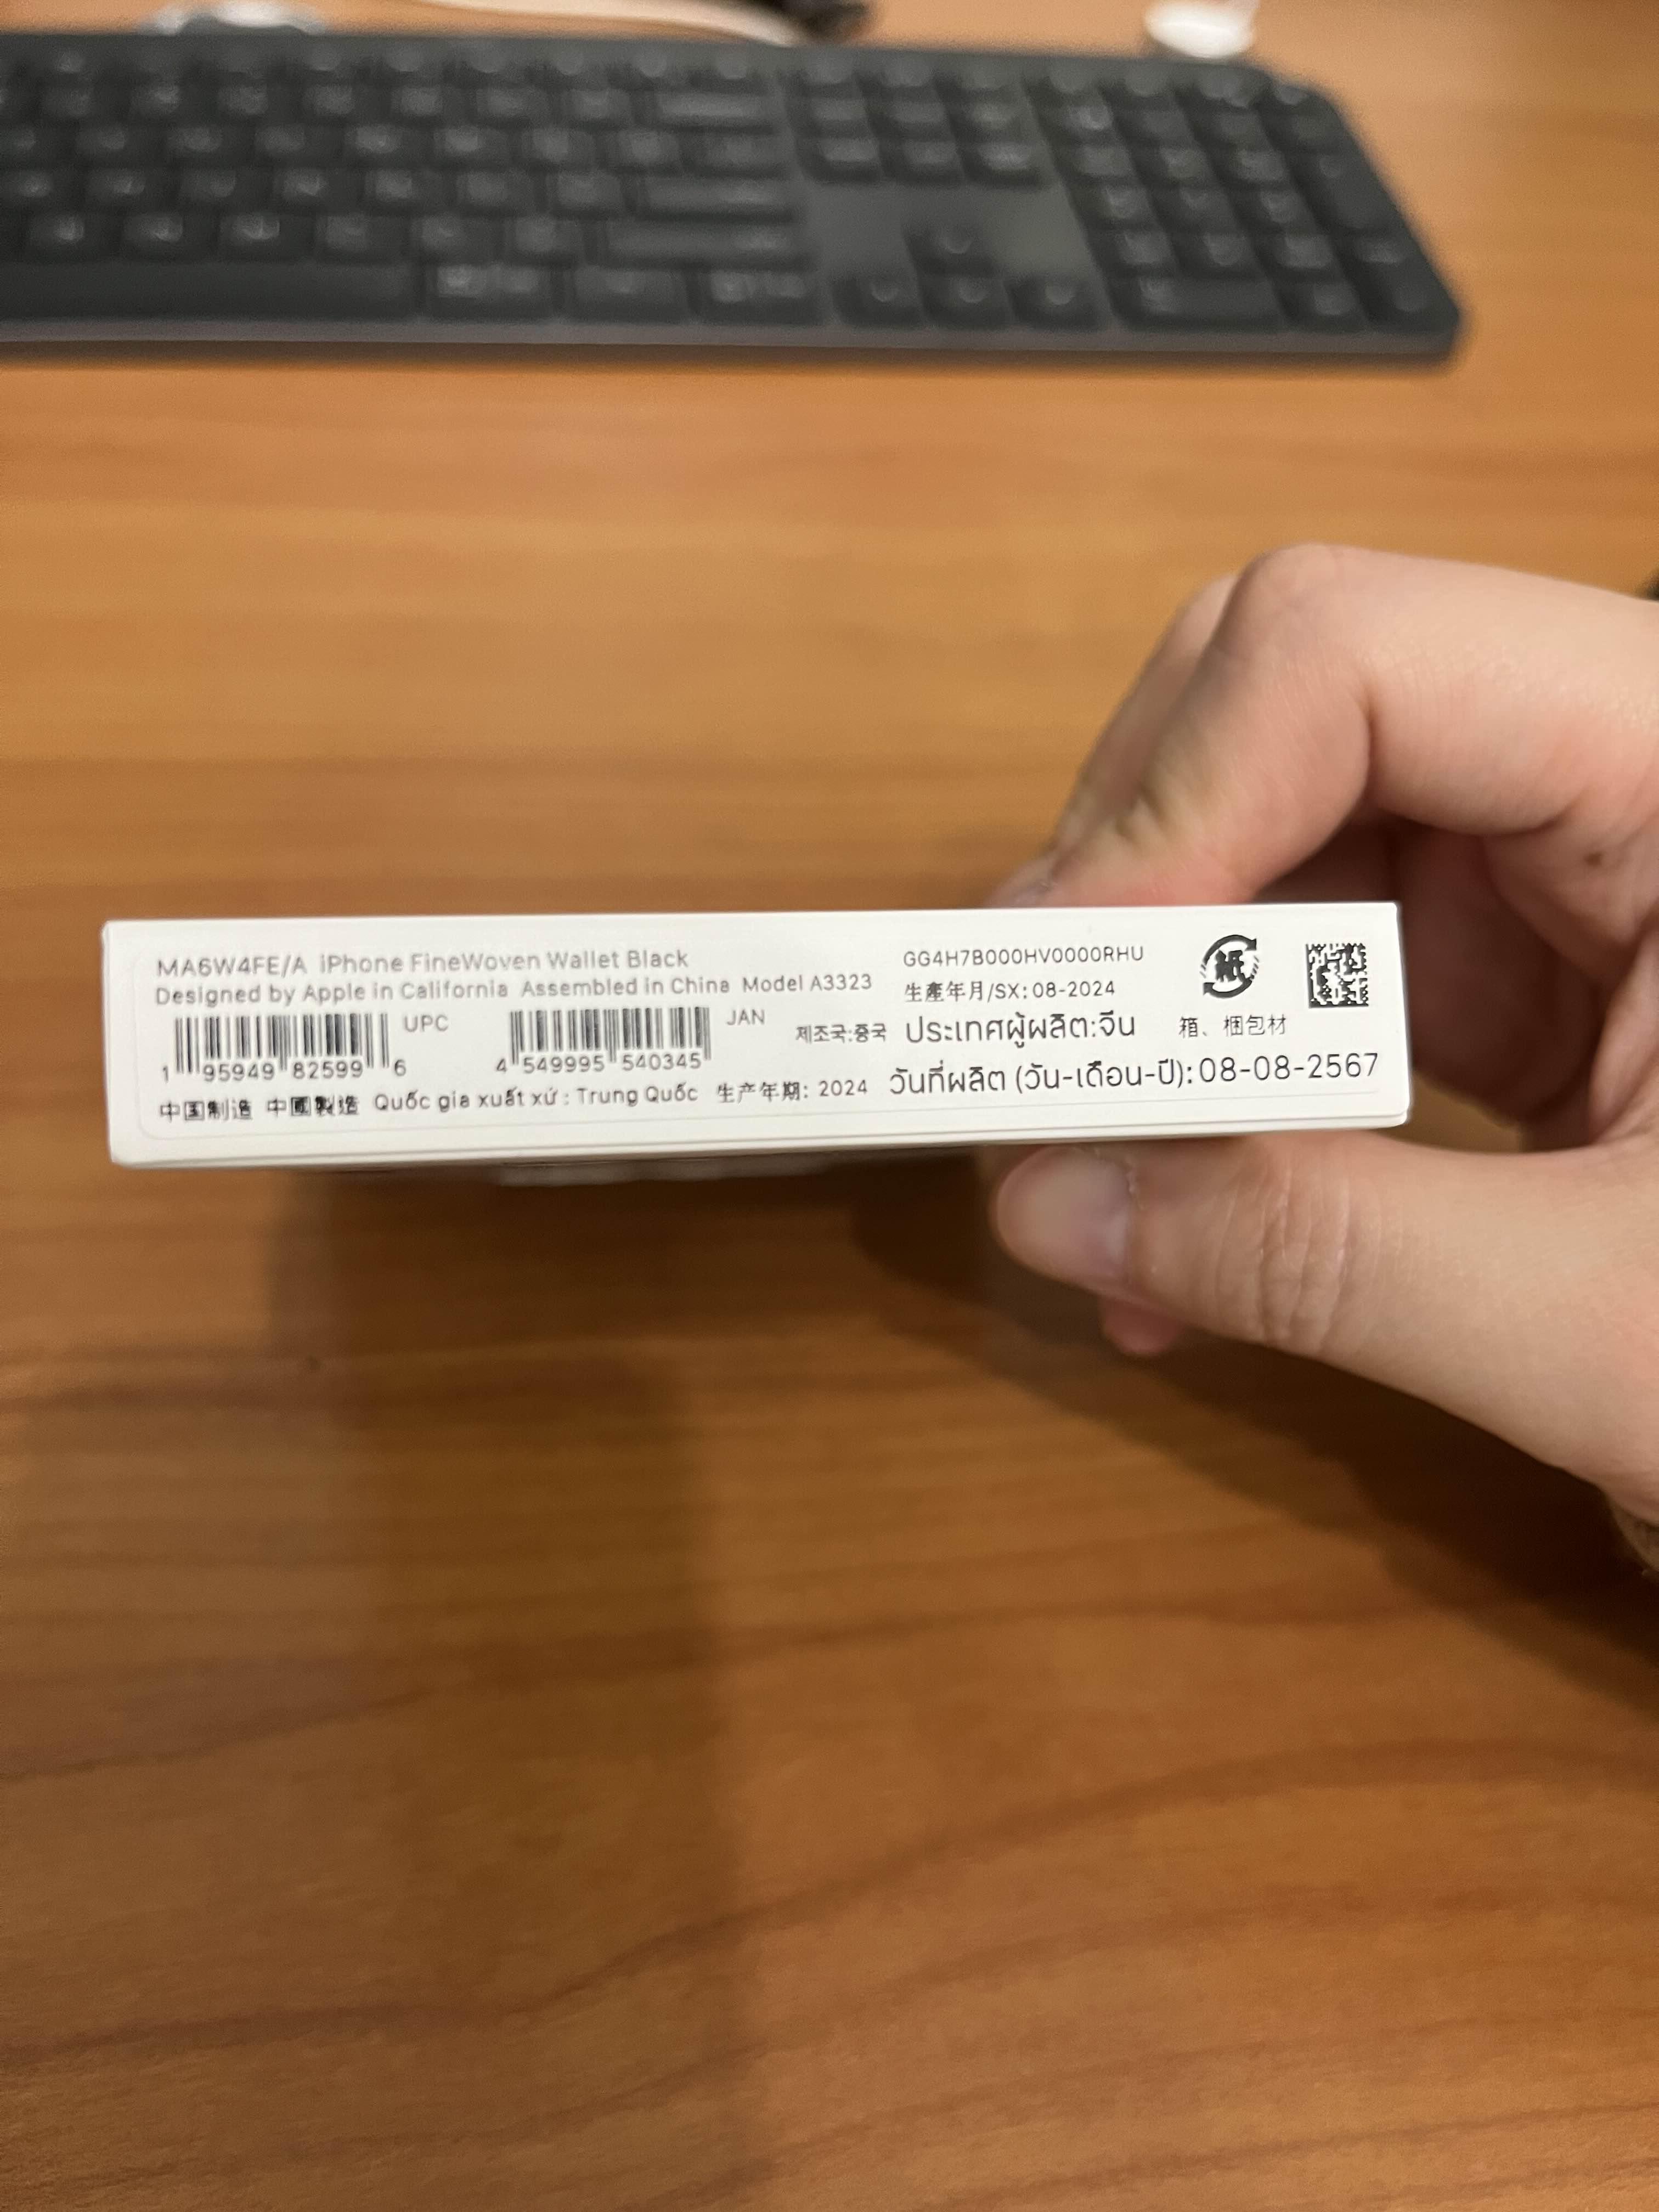 MA6W4FE/A iPhone FineWoven Wallet Black
Designed by Apple in California Assembled in China Model A3323
UPC
1 95949 82599 6
JAN
4 549995 540345
中国制造 中國製造 Quốc gia xuất xứ : Trung Quốc 生产年期: 2024
GG4H7B000HV0000RHU
生產年月/SX: 08-2024
제조국:중국 ประเทศผู้ผลิต:จีน
วันที่ผลิต (วัน-เดือน-ปี): 08-08-2567
紙
箱、梱包材